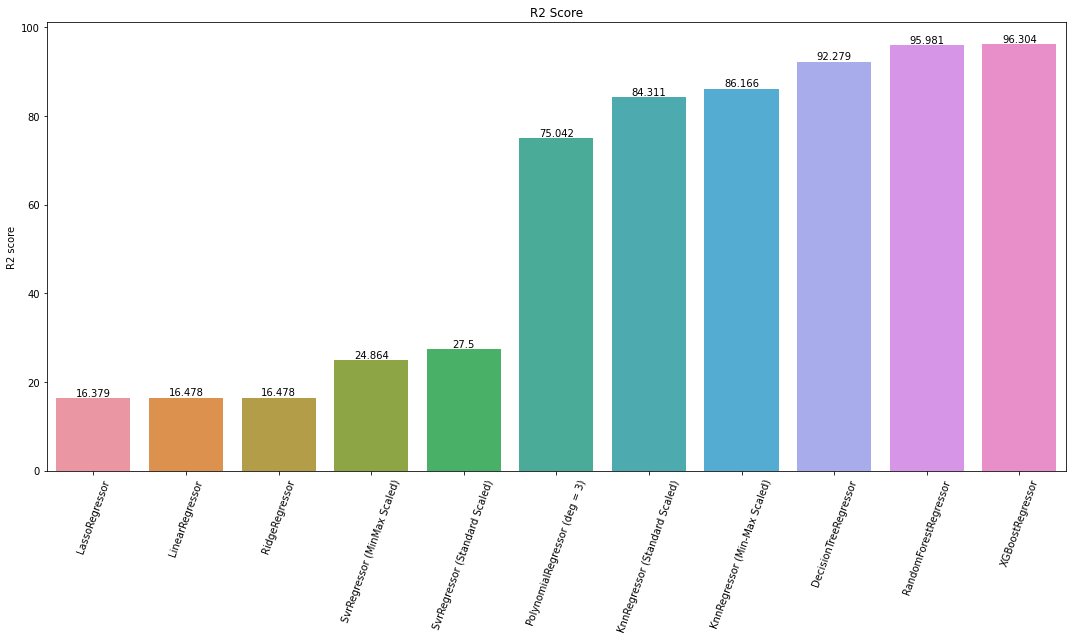 R2 Score
R2 score
100
80
60
40
20
0
16.379
16.478
16.478
24.864
27.5
75.042
84.311
86.166
92.279
95.981
96.304
LassoRegressor
LinearRegressor
RidgeRegressor
SvrRegressor (MinMax Scaled)
SvrRegressor (Standard Scaled)
PolynomialRegressor (deg = 3)
KnnRegressor (Standard Scaled)
KnnRegressor (Min-Max Scaled)
DecisionTreeRegressor
RandomForestRegressor
XGBoostRegressor